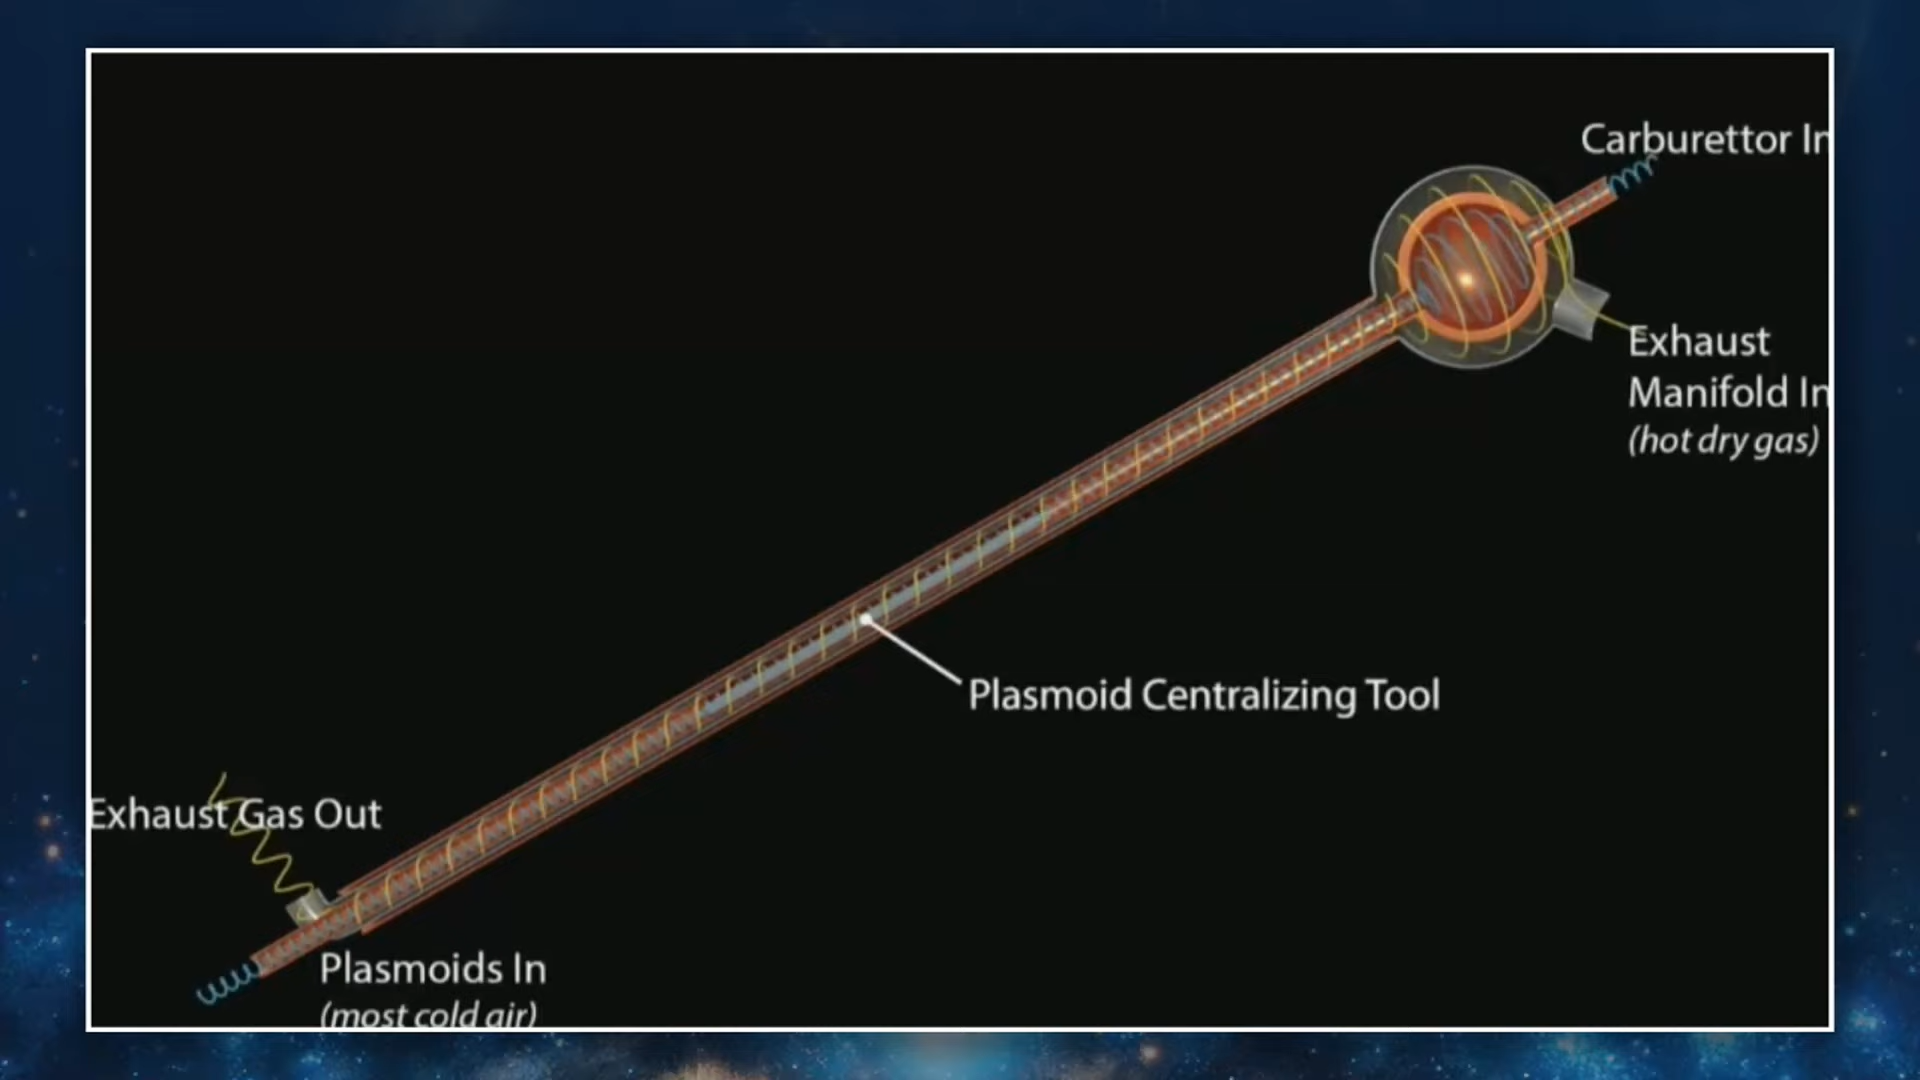 Carburettor In
Exhaust
Manifold In
(hot dry gas)
Plasmoid Centralizing Tool
Exhaust Gas Out
Plasmoids In
(most cold air)